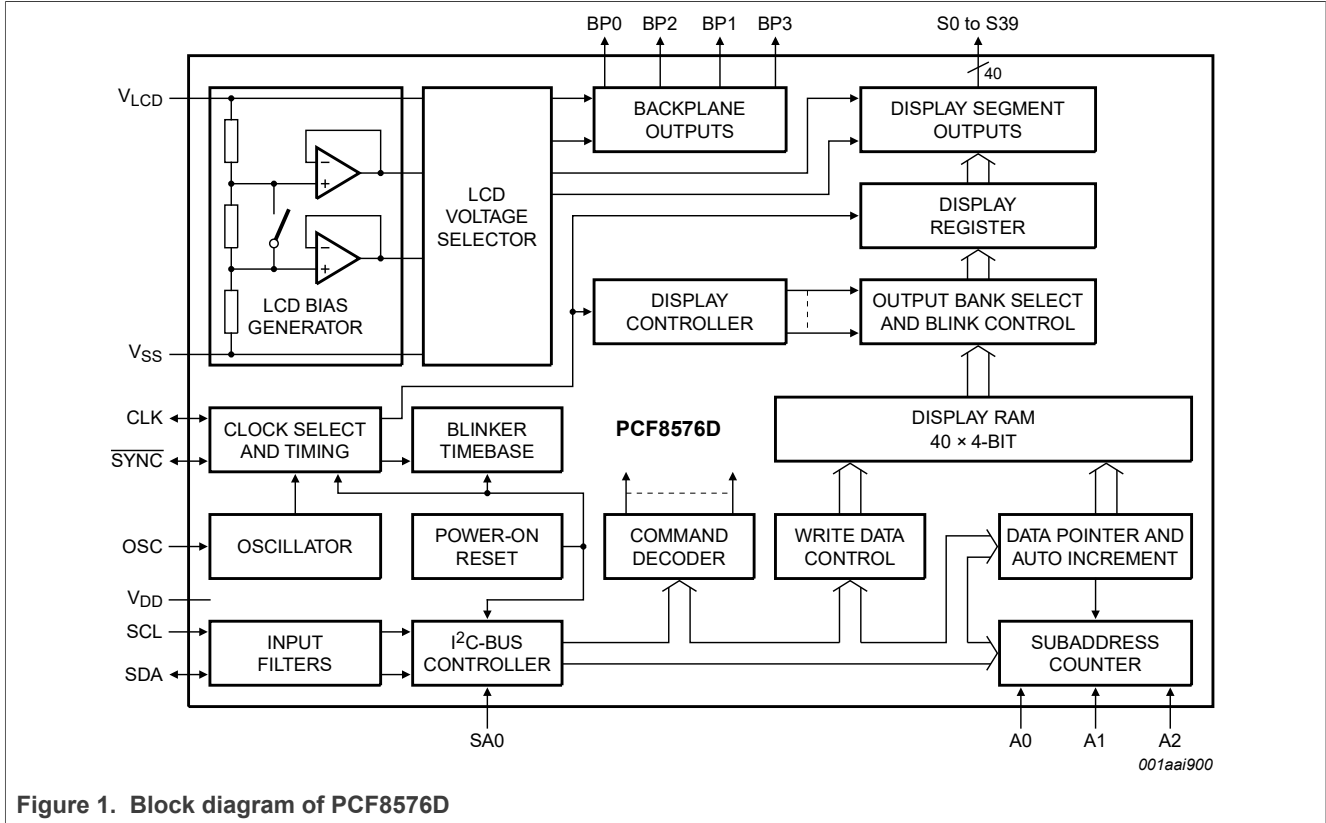 BP0 BP2 BP1 BP3 S0 to S39
40
VLCD
BACKPLANE
OUTPUTS
DISPLAY SEGMENT
OUTPUTS
−
+
LCD
VOLTAGE
SELECTOR
DISPLAY
REGISTER
−
+
LCD BIAS
GENERATOR
DISPLAY
CONTROLLER
OUTPUT BANK SELECT
AND BLINK CONTROL
VSS
CLK
SYNC
CLOCK SELECT
AND TIMING
BLINKER
TIMEBASE
PCF8576D
DISPLAY RAM
40 × 4-BIT
OSC
OSCILLATOR
POWER-ON
RESET
COMMAND
DECODER
WRITE DATA
CONTROL
DATA POINTER AND
AUTO INCREMENT
VDD
SCL
SDA
INPUT
FILTERS
I2C-BUS
CONTROLLER
SUBADDRESS
COUNTER
SA0 A0 A1 A2
001aai900
Figure 1. Block diagram of PCF8576D